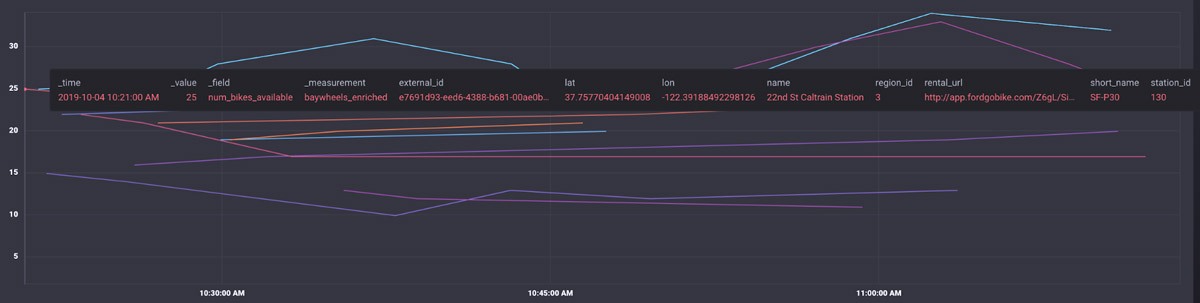 30
_time _value _field _measurement external_id lat lon name region_id rental_url short_name station_id
25 2019-10-04 10:21:00 AM 25 num_bikes_available baywheels_enriched e7691d93-eed6-4388-b681-00ae0b... 37.75770404149008 -122.39188492298126 22nd St Caltrain Station 3 http://app.fordgobike.com/Z6gL/Si... SF-P30 130
20
15
10
5
10:30:00 AM 10:45:00 AM 11:00:00 AM